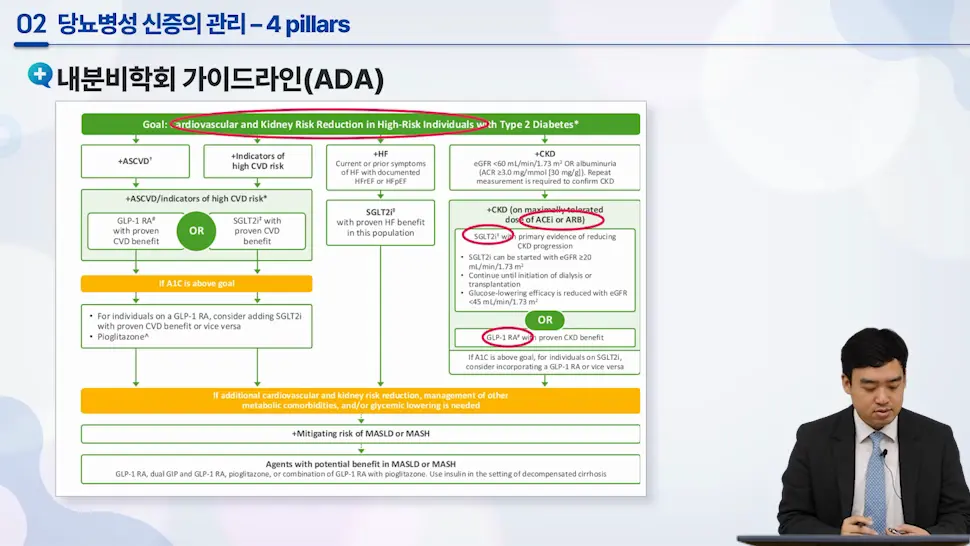 02 당뇨병성 신증의 관리 – 4 pillars
내분비학회 가이드라인(ADA)
Goal: Cardiovascular and Kidney Risk Reduction in High-Risk Individuals with Type 2 Diabetes*
+ASCVD†
+Indicators of
high CVD risk
+HF
Current or prior symptoms
of HF with documented
HFrEF or HFpEF
+CKD
eGFR <60 mL/min/1.73 m² OR albuminuria
(ACR ≥3.0 mg/mmol [30 mg/g]). Repeat
measurement is required to confirm CKD
+ASCVD/indicators of high CVD risk*
GLP-1 RA#
with proven
CVD benefit
OR
SGLT2i‡ with
proven CVD
benefit
SGLT2i‡
with proven HF benefit
in this population
+CKD (on maximally tolerated
dose of ACEi or ARB)
SGLT2i‡ with primary evidence of reducing
CKD progression
• SGLT2i can be started with eGFR ≥20
mL/min/1.73 m²
• Continue until initiation of dialysis or
transplantation
• Glucose-lowering efficacy is reduced with eGFR
<45 mL/min/1.73 m²
OR
GLP-1 RA# with proven CKD benefit
If A1C is above goal, for individuals on SGLT2i,
consider incorporating a GLP-1 RA or vice versa
If A1C is above goal
• For individuals on a GLP-1 RA, consider adding SGLT2i
with proven CVD benefit or vice versa
• Pioglitazone^
If additional cardiovascular and kidney risk reduction, management of other
metabolic comorbidities, and/or glycemic lowering is needed
+Mitigating risk of MASLD or MASH
Agents with potential benefit in MASLD or MASH
GLP-1 RA, dual GIP and GLP-1 RA, pioglitazone, or combination of GLP-1 RA with pioglitazone. Use insulin in the setting of decompensated cirrhosis